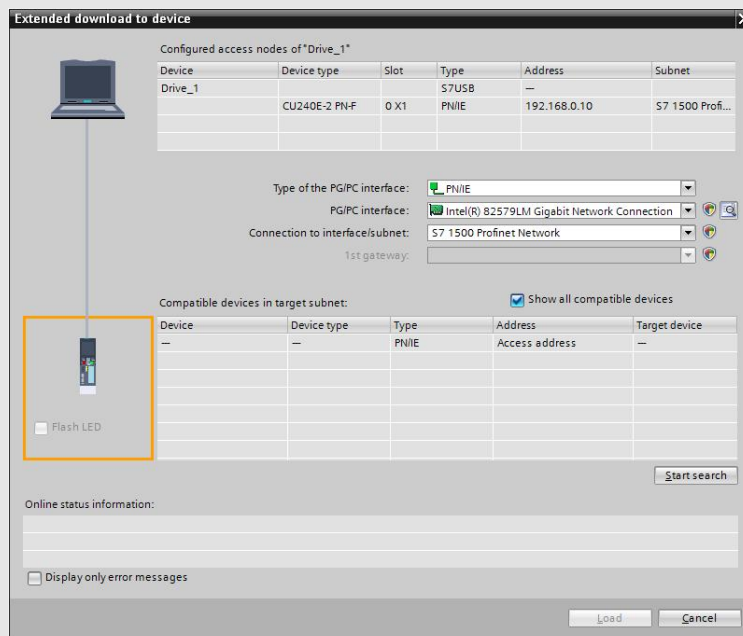 Extended download to device
Configured access nodes of "Drive_1"
Device Device type Slot Type Address Subnet
Drive_1 S7USB —
CU240E-2 PN-F 0 X1 PN/IE 192.168.0.10 S7 1500 Profi...
Type of the PG/PC interface: PN/IE
PG/PC interface: Intel(R) 82579LM Gigabit Network Connection
Connection to interface/subnet: S7 1500 Profinet Network
1st gateway:
Compatible devices in target subnet: Show all compatible devices
Device Device type Type Address Target device
— — PN/IE Access address —
Flash LED
Start search
Online status information:
Display only error messages
Load Cancel